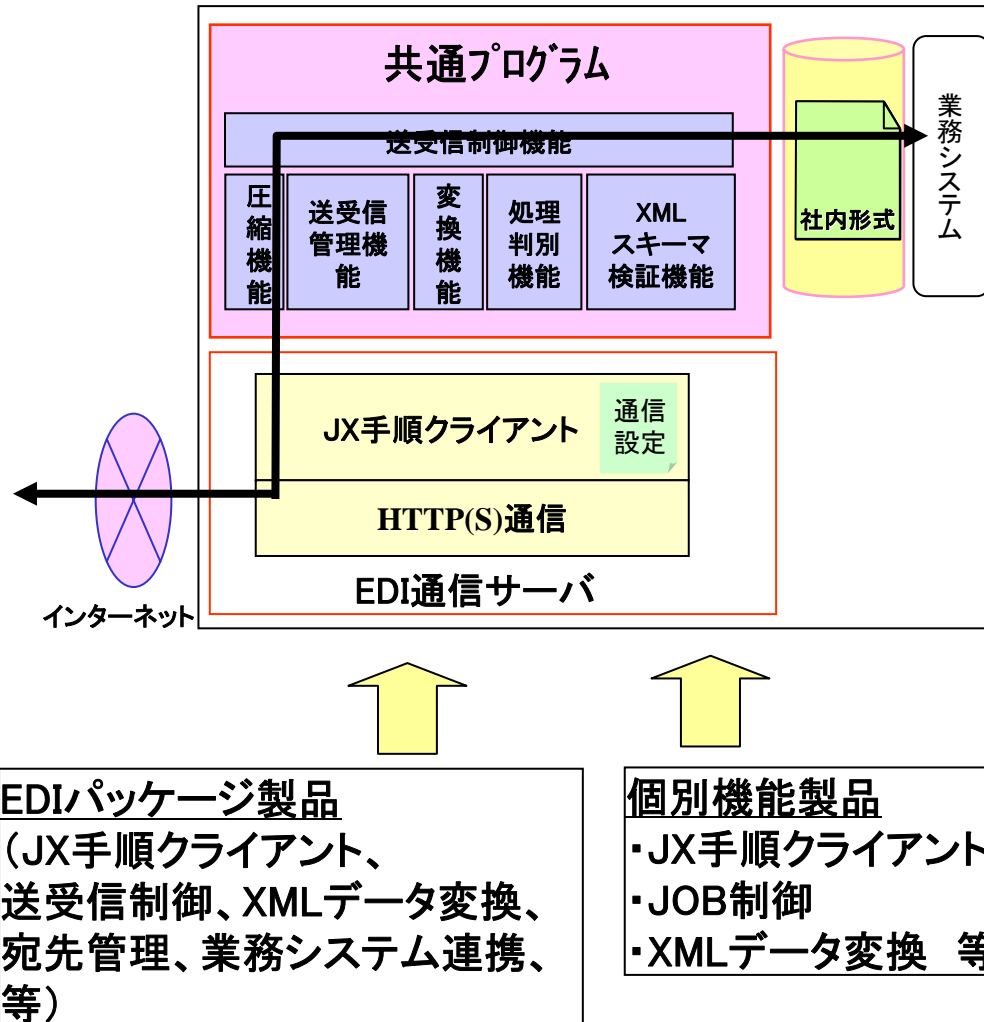 共通プログラム
送受信制御機能
圧
縮
機
能
送受信
管理機
能
変
換
機
能
処理
判別
機能
XML
スキーマ
検証機能
社内形式
業務システム
JX手順クライアント
通信
設定
HTTP(S)通信
EDI通信サーバ
インターネット
EDIパッケージ製品
（JX手順クライアント、
送受信制御、XMLデータ変換、
宛先管理、業務システム連携、
等）
個別機能製品
・JX手順クライアント
・JOB制御
・XMLデータ変換　等